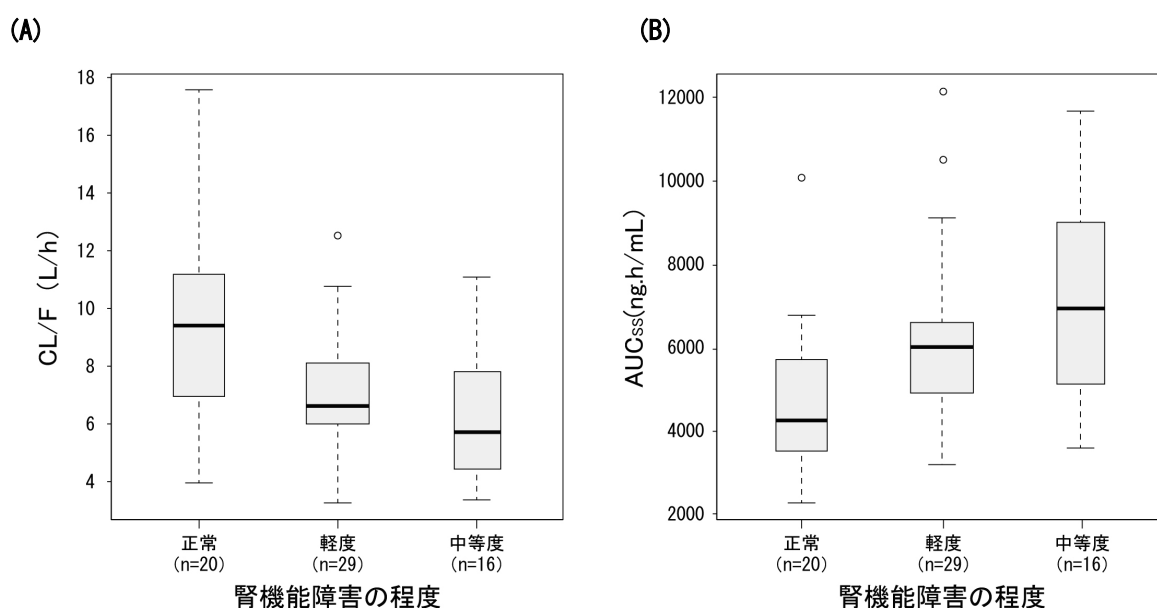 (A)
CL/F (L/h)
18
16
14
12
10
8
6
4
正常
(n=20)
軽度
(n=29)
中等度
(n=16)
腎機能障害の程度
(B)
AUCss(ng.h/mL)
12000
10000
8000
6000
4000
2000
正常
(n=20)
軽度
(n=29)
中等度
(n=16)
腎機能障害の程度